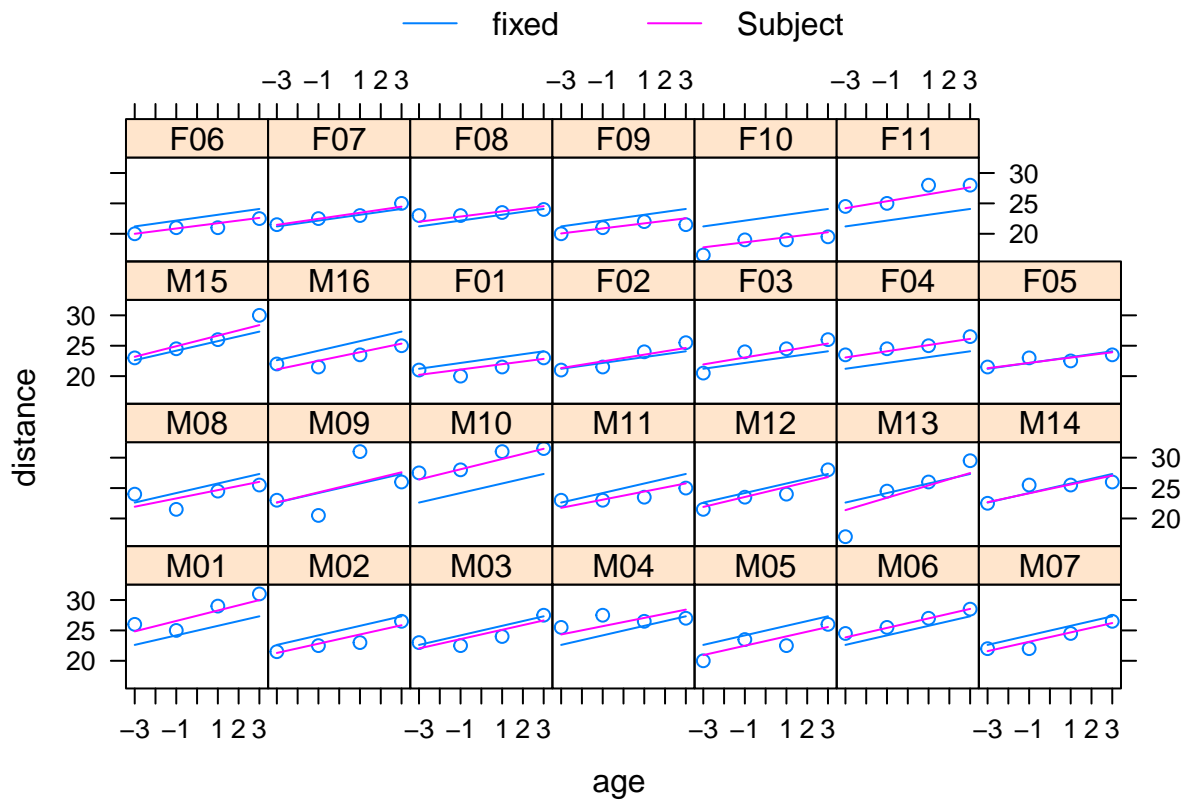 fixed Subject
−3 −1 1 2 3 −3 −1 1 2 3 −3 −1 1 2 3
F06 F07 F08 F09 F10 F11
30
25
20
M15 M16 F01 F02 F03 F04 F05
30
25
20
M08 M09 M10 M11 M12 M13 M14
30
25
20
M01 M02 M03 M04 M05 M06 M07
30
25
20
distance
−3 −1 1 2 3 −3 −1 1 2 3 −3 −1 1 2 3 −3 −1 1 2 3
age